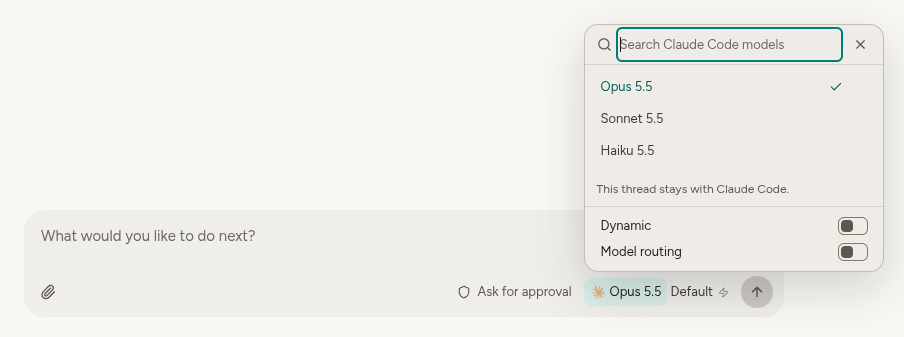 Search Claude Code models
Opus 5.5
Sonnet 5.5
Haiku 5.5
This thread stays with Claude Code.
Dynamic
Model routing
What would you like to do next?
Ask for approval
Opus 5.5
Default